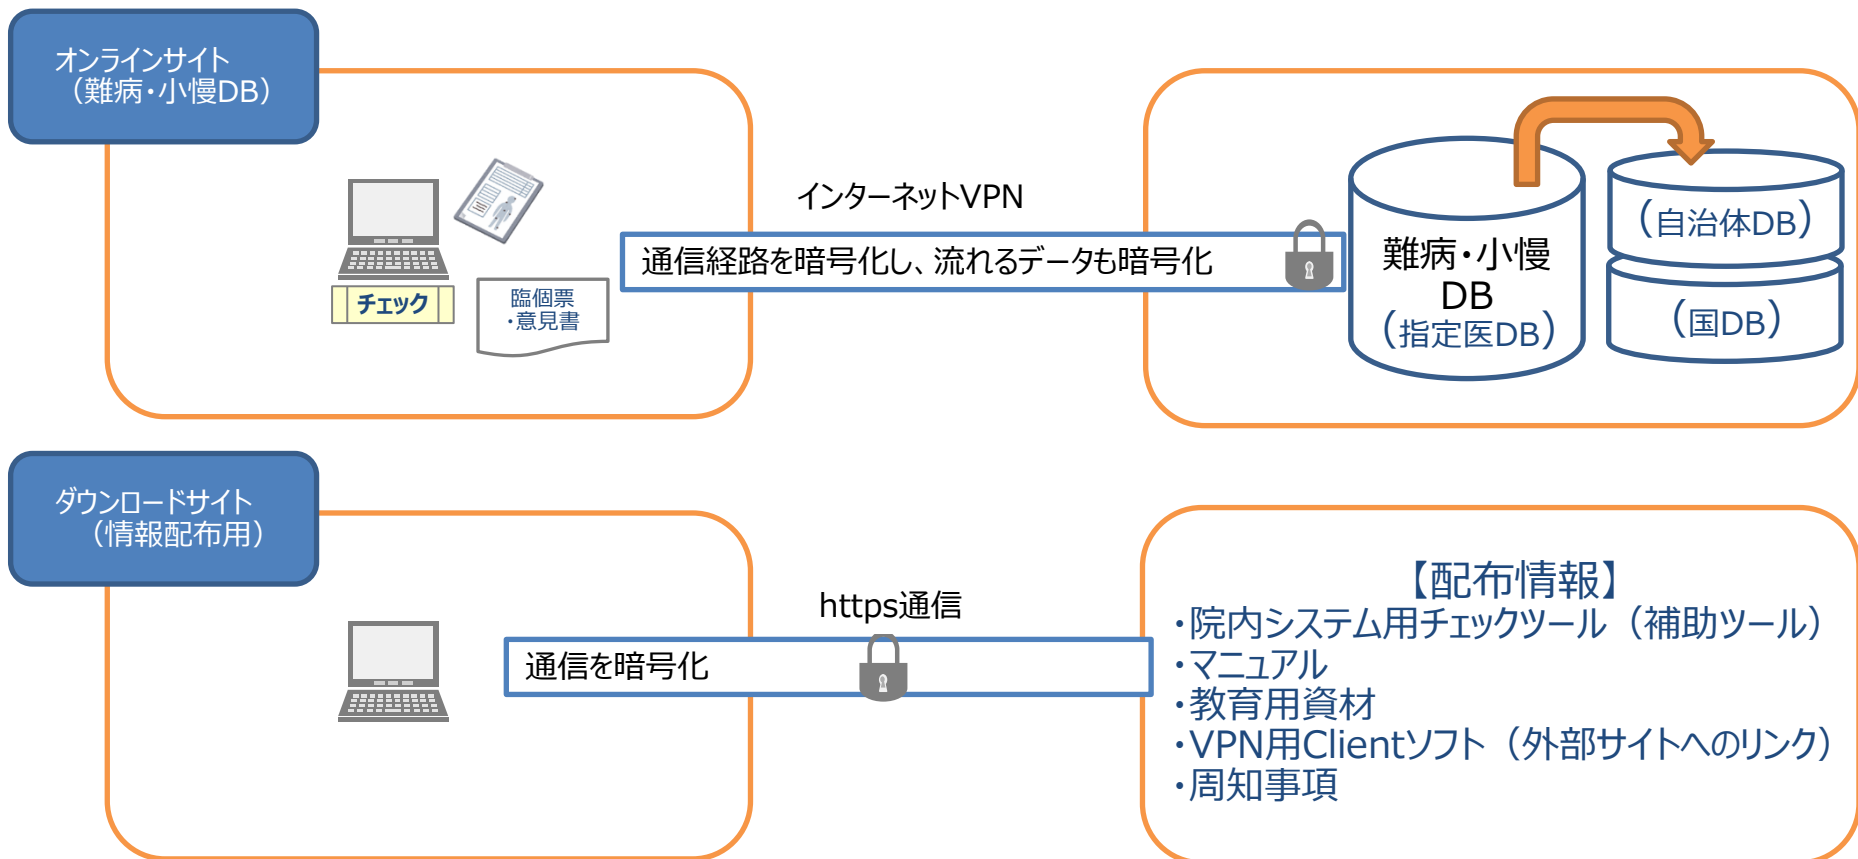 オンラインサイト
（難病・小慢DB）
インターネットVPN
通信経路を暗号化し、流れるデータも暗号化
チェック
臨個票
・意見書
難病・小慢
DB
（指定医DB）
（自治体DB）
（国DB）
ダウンロードサイト
（情報配布用）
https通信
通信を暗号化
【配布情報】
・院内システム用チェックツール（補助ツール）
・マニュアル
・教育用資材
・VPN用Clientソフト（外部サイトへのリンク）
・周知事項